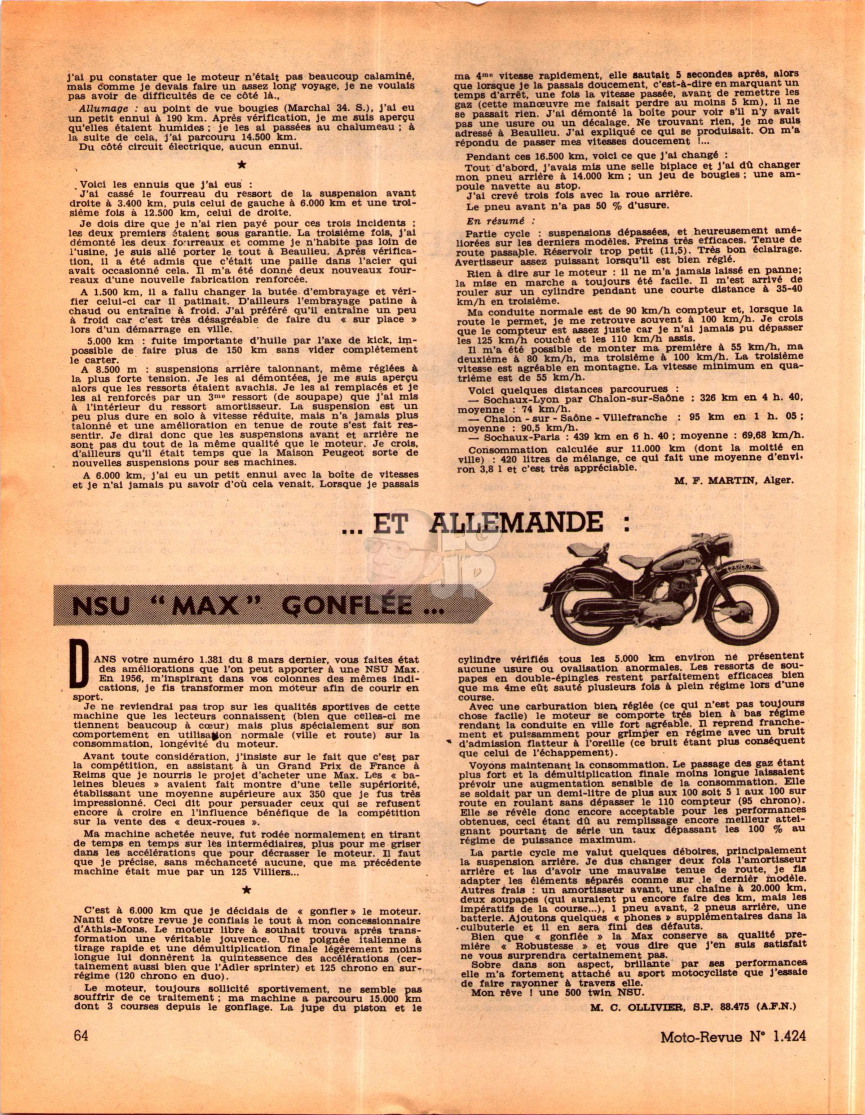 j'ai pu constater que le moteur n'était pas beaucoup calaminé,
mais comme je devais faire un assez long voyage, je ne voulais
pas avoir de difficultés de ce côté là.,
Allumage : au point de vue bougies (Marchal 34. S.), j'ai eu
un petit ennui à 190 km. Après vérification, je me suis aperçu
qu'elles étaient humides ; je les ai passées au chalumeau ; à
la suite de cela, j'ai parcouru 14.500 km.
Du côté circuit électrique, aucun ennui.
★
Voici les ennuis que j'ai eus :
J'ai cassé le fourreau du ressort de la suspension avant
droite à 3.400 km, puis celui de gauche à 6.000 km et une troi-
sième fois à 12.500 km, celui de droite.
Je dois dire que je n'ai rien payé pour ces trois incidents ;
les deux premiers étaient sous garantie. La troisième fois, j'ai
démonté les deux fourreaux et comme je n'habite pas loin de
l'usine, je suis allé porter le tout à Beaulieu. Après vérifica-
tion, il a été admis que c'était une paille dans l'acier qui
avait occasionné cela. Il m'a été donné deux nouveaux four-
reaux d'une nouvelle fabrication renforcée.
A 1.500 km, il a fallu changer la butée d'embrayage et véri-
fier celui-ci car il patinait. D'ailleurs l'embrayage patine à
chaud ou entraîne à froid. J'ai préféré qu'il entraîne un peu
à froid car c'est très désagréable de faire du « sur place »
lors d'un démarrage en ville.
5.000 km : fuite importante d'huile par l'axe de kick, im-
possible de faire plus de 150 km sans vider complètement
le carter.
A 8.500 m : suspensions arrière talonnant, même réglées à
la plus forte tension. Je les ai démontées, je me suis aperçu
alors que les ressorts étaient avachis. Je les ai remplacés et je
les ai renforcés par un 3me ressort (de soupape) que j'ai mis
à l'intérieur du ressort amortisseur. La suspension est un
peu plus dure en solo à vitesse réduite, mais n'a jamais plus
talonné et une amélioration en tenue de route s'est fait res-
sentir. Je dirai donc que les suspensions avant et arrière ne
sont pas du tout de la même qualité que le moteur. Je crois,
d'ailleurs qu'il était temps que la Maison Peugeot sorte de
nouvelles suspensions pour ses machines.
A 6.000 km, j'ai eu un petit ennui avec la boîte de vitesses
et je n'ai jamais pu savoir d'où cela venait. Lorsque je passais
ma 4me vitesse rapidement, elle sautait 5 secondes après, alors
que lorsque je la passais doucement, c'est-à-dire en marquant un
temps d'arrêt, une fois la vitesse passée, avant de remettre les
gaz (cette manœuvre me faisait perdre au moins 5 km), il ne
se passait rien. J'ai démonté la boîte pour voir s'il n'y avait
pas une usure ou un décalage. Ne trouvant rien, je me suis
adressé à Beaulieu. J'ai expliqué ce qui se produisait. On m'a
répondu de passer mes vitesses doucement !...
Pendant ces 16.500 km, voici ce que j'ai changé :
Tout d'abord, j'avais mis une selle biplace et j'ai dû changer
mon pneu arrière à 14.000 km ; un jeu de bougies ; une am-
poule navette au stop.
J'ai crevé trois fois avec la roue arrière.
Le pneu avant n'a pas 50 % d'usure.
En résumé :
Partie cycle : suspensions dépassées, et heureusement amé-
liorées sur les derniers modèles. Freins très efficaces. Tenue de
route passable. Réservoir trop petit (11,5). Très bon éclairage.
Avertisseur assez puissant lorsqu'il est bien réglé.
Rien à dire sur le moteur : il ne m'a jamais laissé en panne;
la mise en marche a toujours été facile. Il m'est arrivé de
rouler sur un cylindre pendant une courte distance à 35-40
km/h en troisième.
Ma conduite normale est de 90 km/h compteur et, lorsque la
route le permet, je me retrouve souvent à 100 km/h. Je crois
que le compteur est assez juste car je n'ai jamais pu dépasser
les 125 km/h couché et les 110 km/h assis.
Il m'a été possible de monter ma première à 55 km/h, ma
deuxième à 80 km/h, ma troisième à 100 km/h. La troisième
vitesse est agréable en montagne. La vitesse minimum en qua-
trième est de 55 km/h.
Voici quelques distances parcourues :
— Sochaux-Lyon par Chalon-sur-Saône : 326 km en 4 h. 40,
moyenne : 74 km/h.
— Chalon - sur - Saône - Villefranche : 95 km en 1 h. 05 ;
moyenne : 90,5 km/h.
— Sochaux-Paris : 439 km en 6 h. 40 ; moyenne : 69,68 km/h.
Consommation calculée sur 11.000 km (dont la moitié en
ville) : 420 litres de mélange, ce qui fait une moyenne d'envi-
ron 3,8 l et c'est très appréciable.
M. F. MARTIN, Alger.
... ET ALLEMANDE :
NSU "MAX" GONFLÉE ...
DANS votre numéro 1.381 du 8 mars dernier, vous faites état
des améliorations que l'on peut apporter à une NSU Max.
En 1956, m'inspirant dans vos colonnes des mêmes indi-
cations, je fis transformer mon moteur afin de courir en
sport.
Je ne reviendrai pas trop sur les qualités sportives de cette
machine que les lecteurs connaissent (bien que celles-ci me
tiennent beaucoup à cœur) mais plus spécialement sur son
comportement en utilisation normale (ville et route) sur la
consommation, longévité du moteur.
Avant toute considération, j'insiste sur le fait que c'est par
la compétition, en assistant à un Grand Prix de France à
Reims que je nourris le projet d'acheter une Max. Les « ba-
leines bleues » avaient fait montre d'une telle supériorité,
établissant une moyenne supérieure aux 350 que je fus très
impressionné. Ceci dit pour persuader ceux qui se refusent
encore à croire en l'influence bénéfique de la compétition
sur la vente des « deux-roues ».
Ma machine achetée neuve, fut rodée normalement en tirant
de temps en temps sur les intermédiaires, plus pour me griser
dans les accélérations que pour décrasser le moteur. Il faut
que je précise, sans méchanceté aucune, que ma précédente
machine était mue par un 125 Villiers...
★
C'est à 6.000 km que je décidais de « gonfler » le moteur.
Nanti de votre revue je confiais le tout à mon concessionnaire
d'Athis-Mons. Le moteur libre à souhait trouva après trans-
formation une véritable jouvence. Une poignée italienne à
tirage rapide et une démultiplication finale légèrement moins
longue lui donnèrent la quintessence des accélérations (cer-
tainement aussi bien que l'Adler sprinter) et 125 chrono en sur-
régime (120 chrono en duo).
Le moteur, toujours sollicité sportivement, ne semble pas
souffrir de ce traitement ; ma machine a parcouru 15.000 km
dont 3 courses depuis le gonflage. La jupe du piston et le
cylindre vérifiés tous les 5.000 km environ ne présentent
aucune usure ou ovalisation anormales. Les ressorts de sou-
papes en double-épingles restent parfaitement efficaces bien
que ma 4me eût sauté plusieurs fois à plein régime lors d'une
course.
Avec une carburation bien réglée (ce qui n'est pas toujours
chose facile) le moteur se comporte très bien à bas régime
rendant la conduite en ville fort agréable. Il reprend franche-
ment et puissamment pour grimper en régime avec un bruit
d'admission flatteur à l'oreille (ce bruit étant plus conséquent
que celui de l'échappement).
Voyons maintenant la consommation. Le passage des gaz étant
plus fort et la démultiplication finale moins longue laissaient
prévoir une augmentation sensible de la consommation. Elle
se soldait par un demi-litre de plus aux 100 soit 5 l aux 100 sur
route en roulant sans dépasser le 110 compteur (95 chrono).
Elle se révèle donc encore acceptable pour les performances
obtenues, ceci étant dû au remplissage encore meilleur attei-
gnant pourtant de série un taux dépassant les 100 % au
régime de puissance maximum.
La partie cycle me valut quelques déboires, principalement
la suspension arrière. Je dus changer deux fois l'amortisseur
arrière et las d'avoir une mauvaise tenue de route, je fis
adapter les éléments séparés comme sur le dernier modèle.
Autres frais : un amortisseur avant, une chaîne à 20.000 km,
deux soupapes (qui auraient pu encore faire des km, mais les
impératifs de la course...), 1 pneu avant, 2 pneus arrière, une
batterie. Ajoutons quelques « phones » supplémentaires dans la
culbuterie et il en sera fini des défauts.
Bien que « gonflée » la Max conserve sa qualité pre-
mière « Robustesse » et vous dire que j'en suis satisfait
ne vous surprendra certainement pas.
Sobre dans son aspect, brillante par ses performances
elle m'a fortement attaché au sport motocycliste que j'essaie
de faire rayonner à travers elle.
Mon rêve ! une 500 twin NSU.
M. C. OLLIVIER, S.P. 88.475 (A.F.N.)
64
Moto-Revue N° 1.424